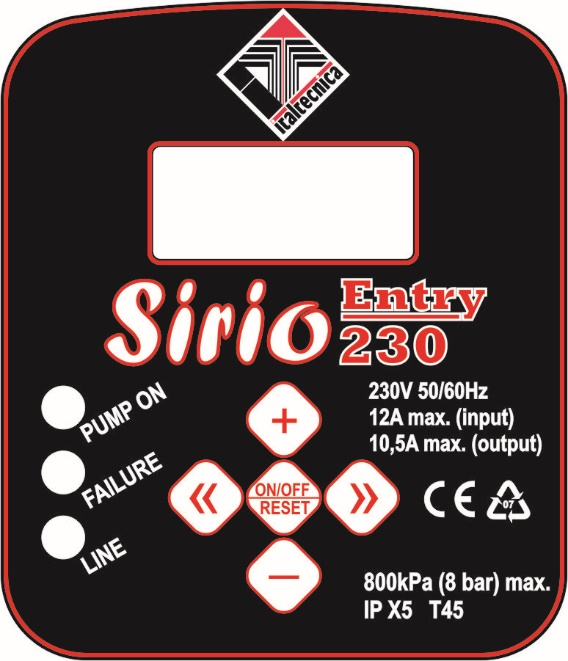 italtecnica
Sirio Entry
230
PUMP ON
FAILURE
LINE
+
«
ON/OFF
RESET
»
–
230V 50/60Hz
12A max. (input)
10,5A max. (output)
CE
07
800kPa (8 bar) max.
IP X5 T45